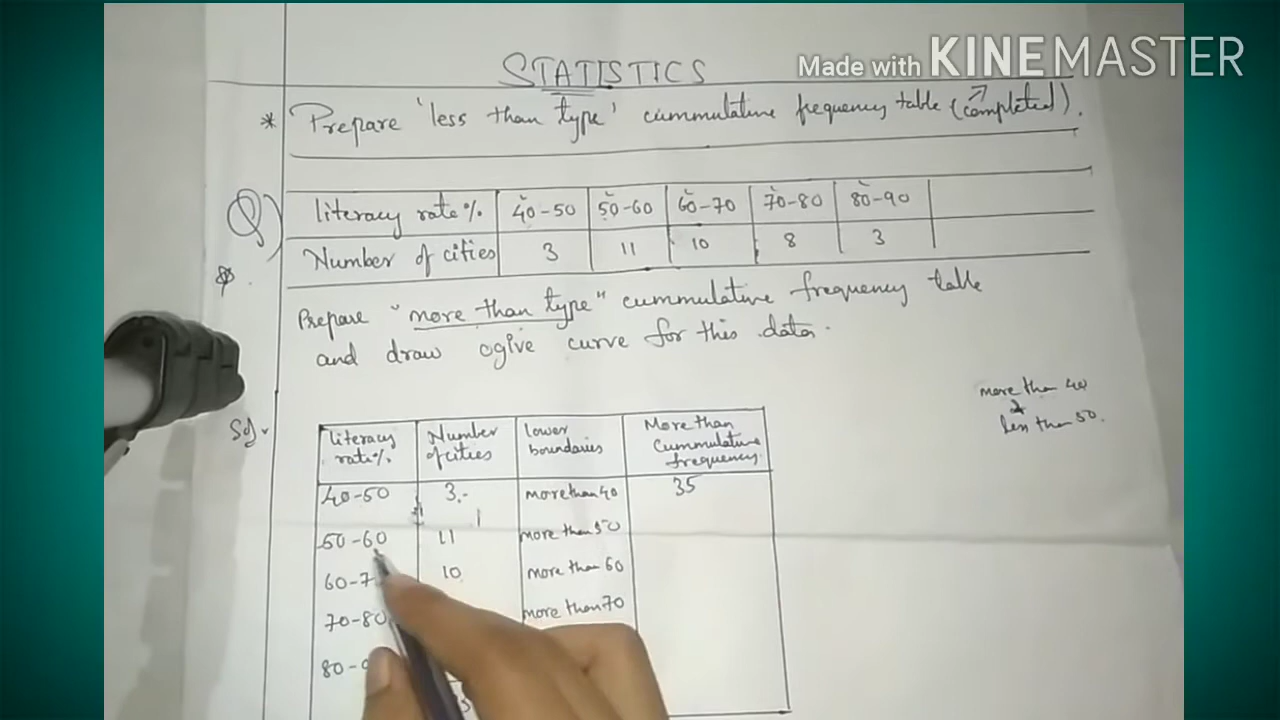 STATISTICS
Made with KINEMASTER
* Prepare 'less than type' cummulative frequency table (completed).
Q) literacy rate% 40-50 50-60 60-70 70-80 80-90
Number of cities 3 11 10 8 3
Prepare "more than type" cummulative frequency table
and draw ogive curve for this data.
more than 40
&
less than 50.
Sol.
literacy rate% Number of cities Lower boundaries More than Cummulative frequency
40-50 3 more than 40 35
50-60 11 more than 50
60-7 10 more than 60
70-80 more than 70
80-9